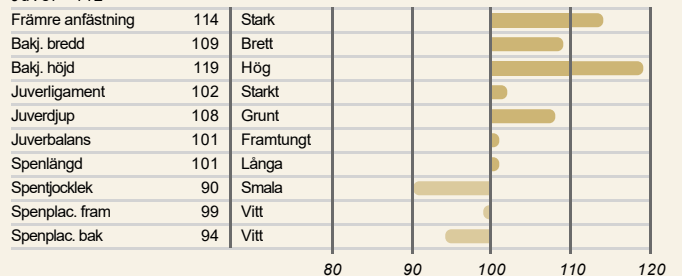 Främre anfästning 114 Stark
Bakj. bredd 109 Brett
Bakj. höjd 119 Hög
Juverligament 102 Starkt
Juverdjup 108 Grunt
Juverbalans 101 Framtungt
Spenlängd 101 Långa
Spentjocklek 90 Smala
Spenplac. fram 99 Vitt
Spenplac. bak 94 Vitt
80 90 100 110 120